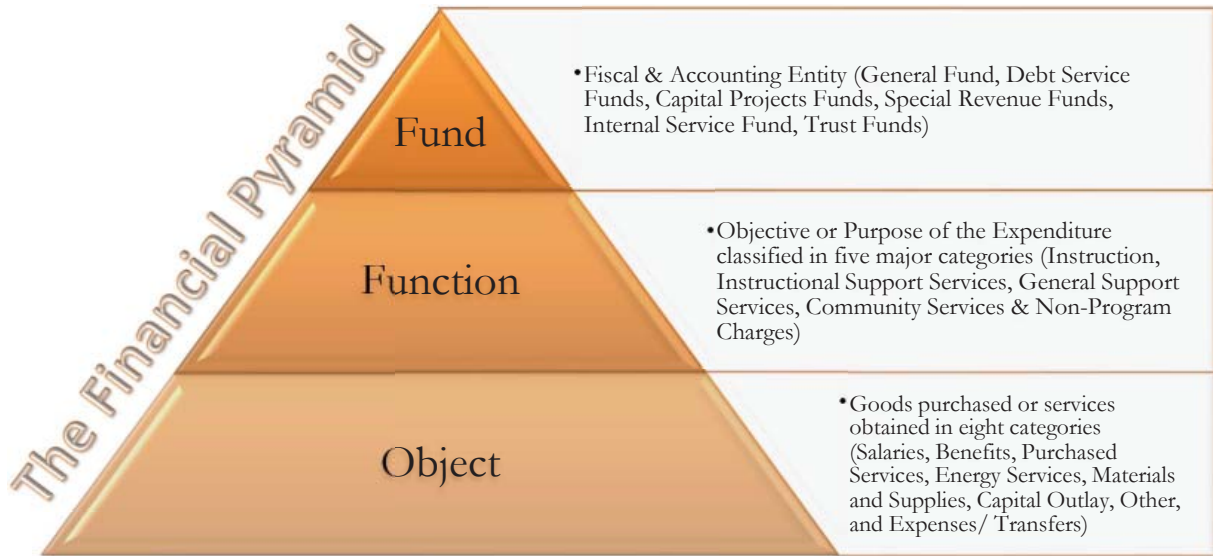 The Financial Pyramid
Fund
•Fiscal & Accounting Entity (General Fund, Debt Service
Funds, Capital Projects Funds, Special Revenue Funds,
Internal Service Fund, Trust Funds)
Function
•Objective or Purpose of the Expenditure
classified in five major categories (Instruction,
Instructional Support Services, General Support
Services, Community Services & Non-Program
Charges)
Object
•Goods purchased or services
obtained in eight categories
(Salaries, Benefits, Purchased
Services, Energy Services, Materials
and Supplies, Capital Outlay, Other,
and Expenses/ Transfers)